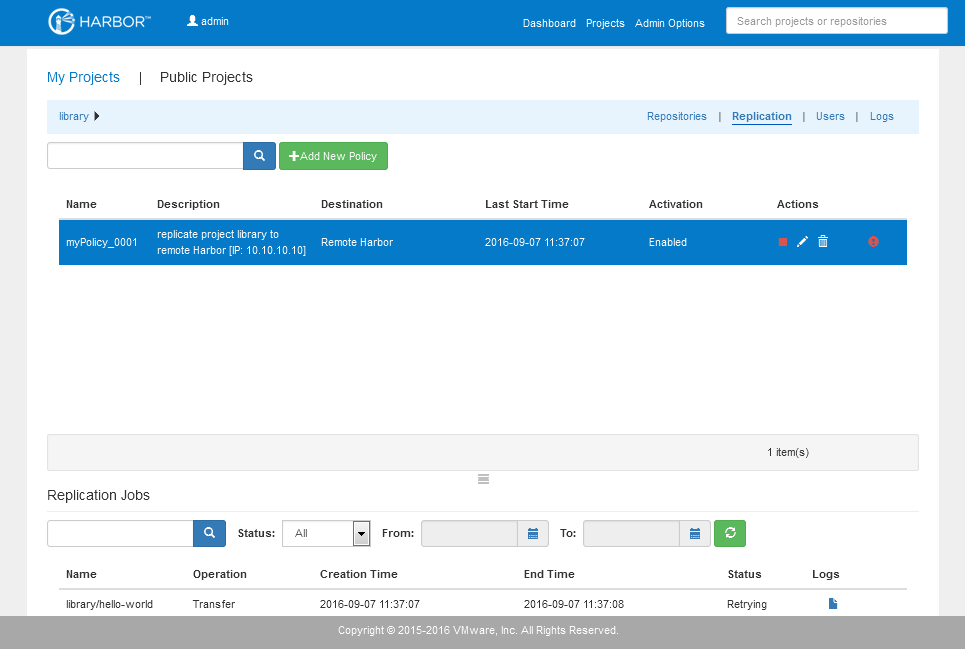 HARBOR™ admin Dashboard Projects Admin Options Search projects or repositories
My Projects | Public Projects
library Repositories | Replication | Users | Logs
Add New Policy
Name Description Destination Last Start Time Activation Actions
myPolicy_0001 replicate project library to Remote Harbor 2016-09-07 11:37:07 Enabled
remote Harbor [IP: 10.10.10.10]
1 item(s)
Replication Jobs
Status: All From: To:
Name Operation Creation Time End Time Status Logs
library/hello-world Transfer 2016-09-07 11:37:07 2016-09-07 11:37:08 Retrying
Copyright © 2015-2016 VMware, Inc. All Rights Reserved.